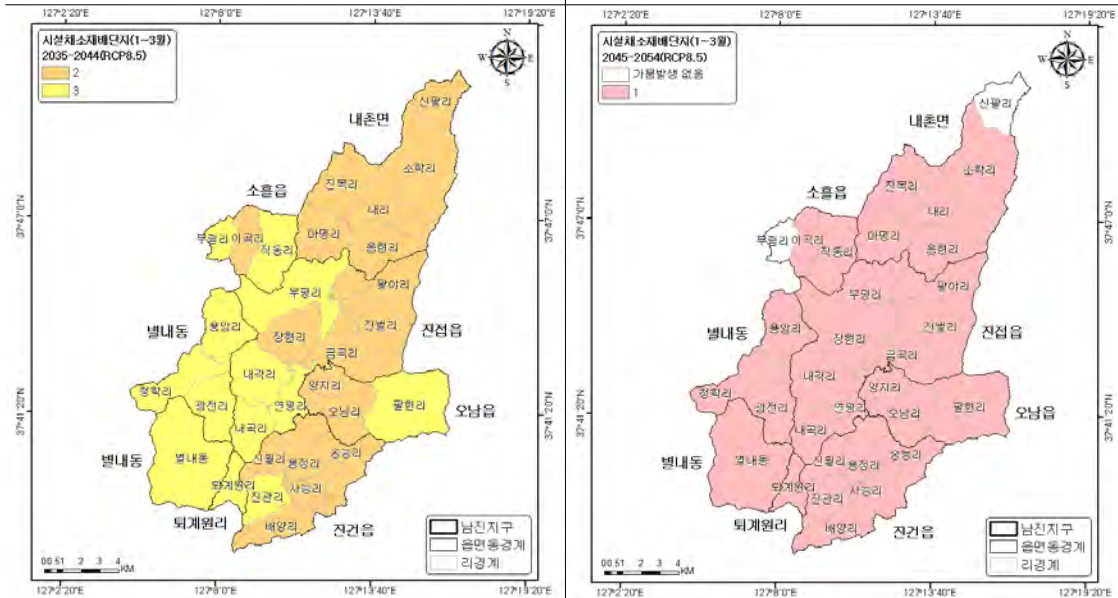 127°2'20"E 127°8'0"E 127°13'40"E 127°19'20"E
시설채소재배단지(1~3월)
2035-2044(RCP8.5)
2
3
N
W E
S
신팔리
내촌면
소학리
진목리
소흘읍
내리
마명리
음현리
부평리 이곡리
직동리
부평리
팔야리
용암리
진벌리
별내동
장현리
진접읍
금곡리
내각리
양지리
청학리
광전리
연평리
오남리
팔현리
오남읍
내곡리
별내동
별내동
신월리
용정리
송능리
퇴계원리
사능리
진관리
퇴계원리
배양리
진건읍
남진지구
읍면동경계
리경계
00.51 2 3 4
KM
37°47'0"N
37°41'20"N
127°2'20"E 127°8'0"E 127°13'40"E 127°19'20"E
127°2'20"E 127°8'0"E 127°13'40"E 127°19'20"E
시설채소재배단지(1~3월)
2045-2054(RCP8.5)
가뭄발생 없음
1
N
W E
S
신팔리
내촌면
소학리
진목리
소흘읍
내리
마명리
음현리
이곡리
직동리
부평리
팔야리
용암리
진벌리
별내동
장현리
진접읍
금곡리
내각리
양지리
청학리
광전리
연평리
오남리
팔현리
오남읍
내곡리
별내동
별내동
신월리
용정리
송능리
퇴계원리
사능리
진관리
퇴계원리
배양리
진건읍
남진지구
읍면동경계
리경계
00.51 2 3 4
KM
37°47'0"N
37°41'20"N
127°2'20"E 127°8'0"E 127°13'40"E 127°19'20"E